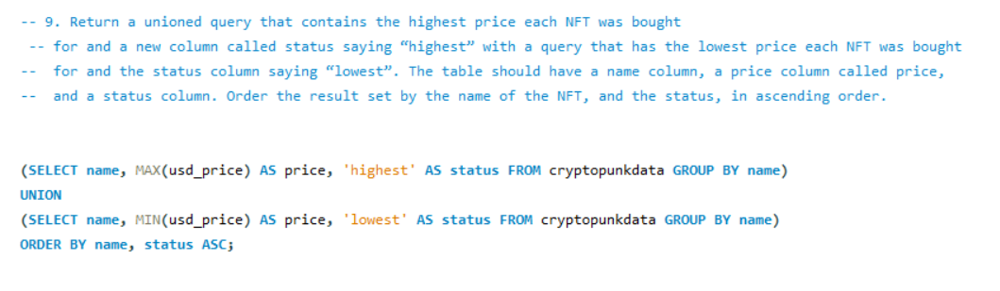 -- 9. Return a unioned query that contains the highest price each NFT was bought
-- for and a new column called status saying “highest” with a query that has the lowest price each NFT was bought
-- for and the status column saying “lowest”. The table should have a name column, a price column called price,
-- and a status column. Order the result set by the name of the NFT, and the status, in ascending order.
(SELECT name, MAX(usd_price) AS price, 'highest' AS status FROM cryptopunkdata GROUP BY name)
UNION
(SELECT name, MIN(usd_price) AS price, 'lowest' AS status FROM cryptopunkdata GROUP BY name)
ORDER BY name, status ASC;